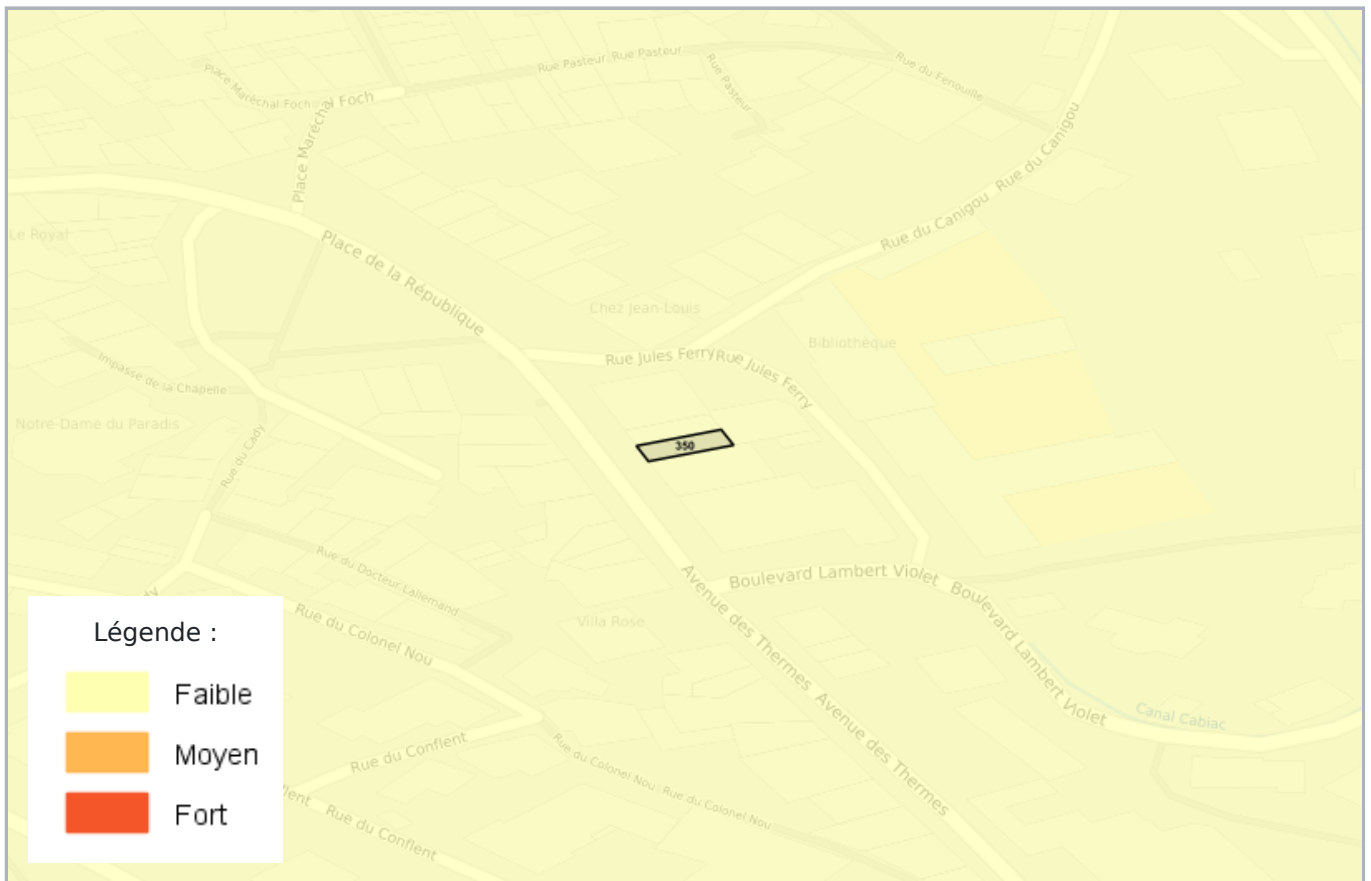 Place Maréchal Foch
Foch
Rue Pasteur
Rue Pasteur
Rue Pasteur
Rue du Fenouille
Place Maréchal
Rue du Canigou
Rue du Canigou
Le Royal
Place de la République
Chez Jean-Louis
Bibliothèque
Rue Jules Ferry
Rue Jules Ferry
Impasse de la Chapelle
Notre-Dame du Paradis
Rue du Cady
350
Rue du Docteur Lallemand
Avenue des Thermes
Boulevard Lambert Violet
Boulevard Lambert Violet
dy
Rue du Colonel Nou
Villa Rose
Avenue des Thermes
Canal Cabiac
Rue du Conflent
Rue du Colonel Nou
Rue du Colonel Nou
flent
Rue du Conflent
Légende :
Faible
Moyen
Fort